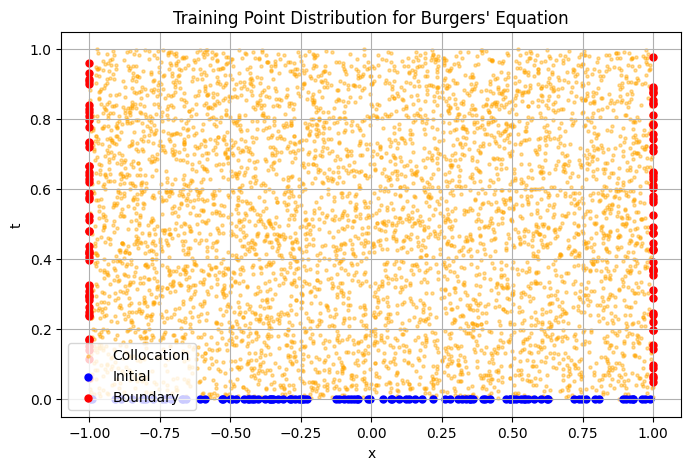 Training Point Distribution for Burgers' Equation
t
1.0
0.8
0.6
0.4
0.2
0.0
Collocation
Initial
Boundary
−1.00 −0.75 −0.50 −0.25 0.00 0.25 0.50 0.75 1.00
x